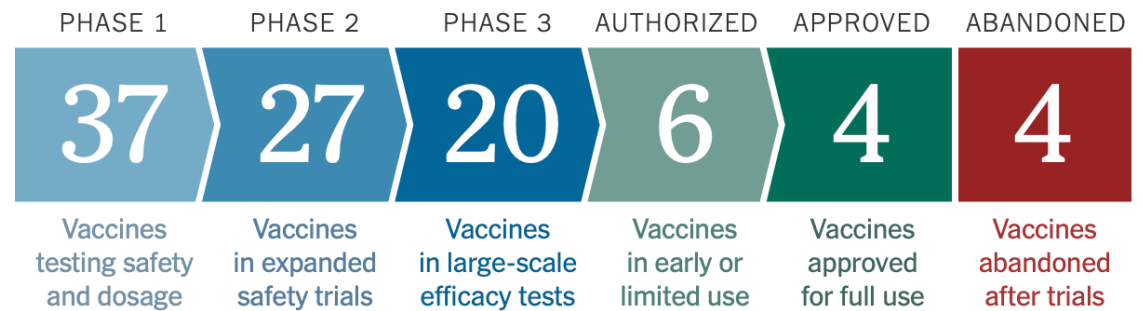 PHASE 1 PHASE 2 PHASE 3 AUTHORIZED APPROVED ABANDONED
37 27 20 6 4 4
Vaccines Vaccines Vaccines Vaccines Vaccines Vaccines
testing safety in expanded in large-scale in early or approved abandoned
and dosage safety trials efficacy tests limited use for full use after trials